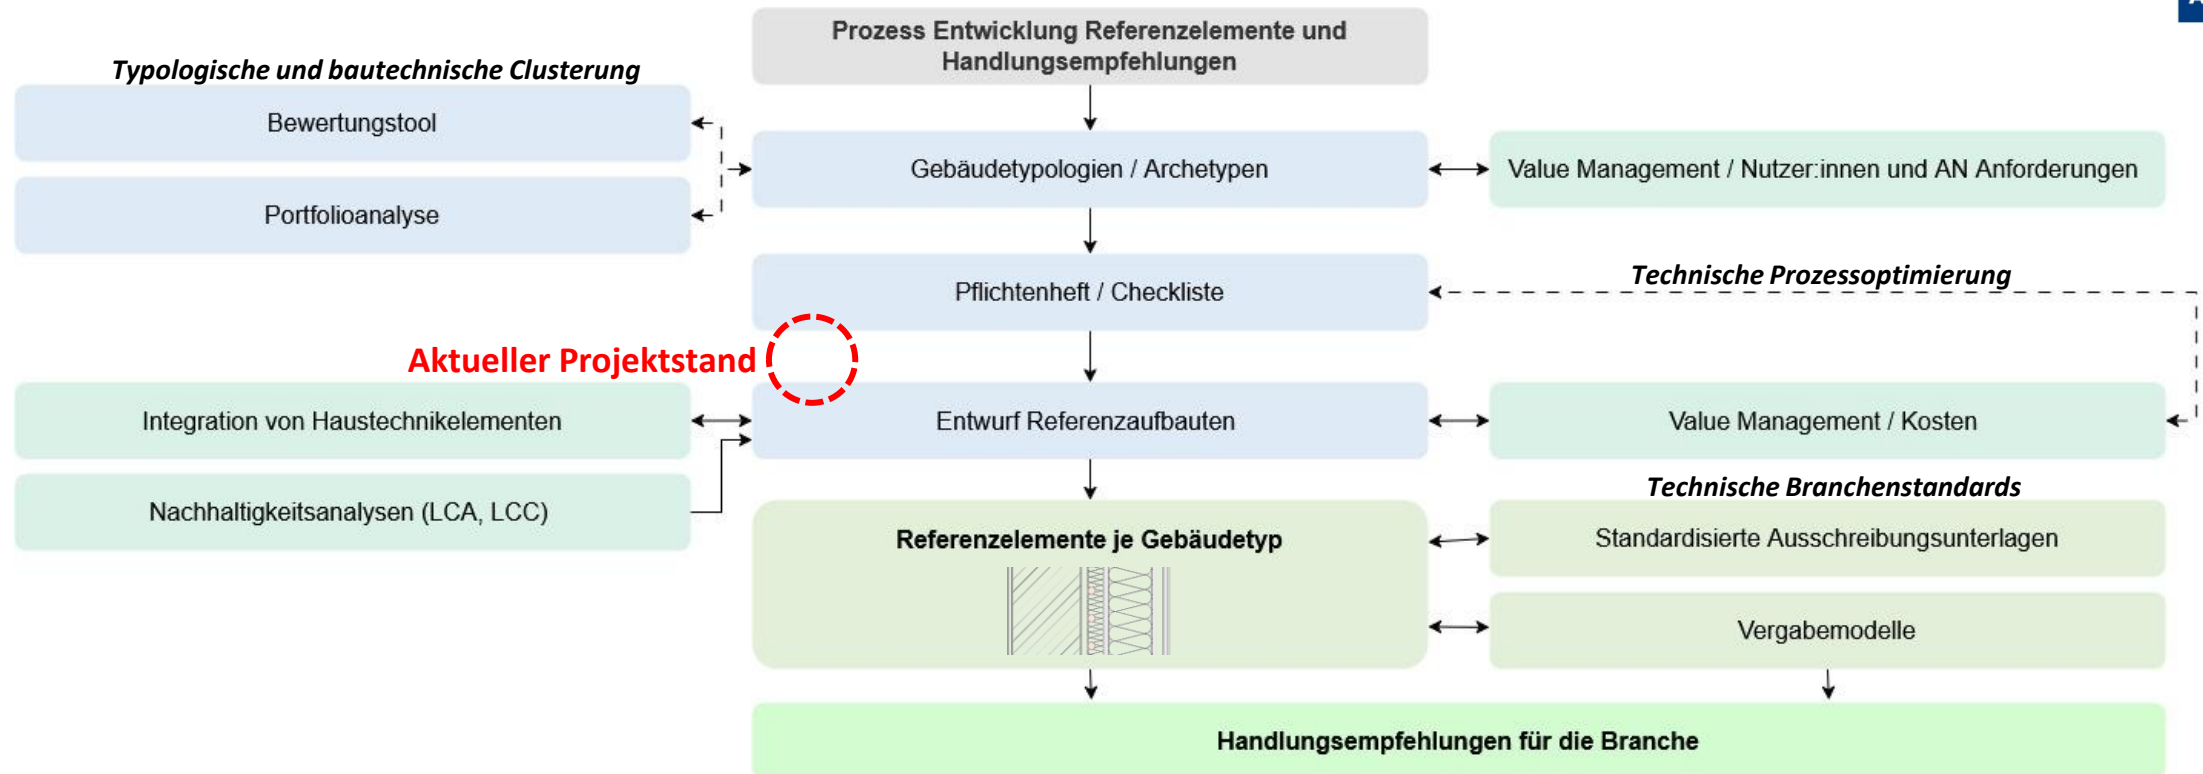 Prozess Entwicklung Referenzelemente und
Handlungsempfehlungen
Typologische und bautechnische Clusterung
Bewertungstool
Portfolioanalyse
Gebäudetypologien / Archetypen
Value Management / Nutzer:innen und AN Anforderungen
Pflichtenheft / Checkliste
Technische Prozessoptimierung
Aktueller Projektstand
Integration von Haustechnikelementen
Entwurf Referenzaufbauten
Value Management / Kosten
Nachhaltigkeitsanalysen (LCA, LCC)
Technische Branchenstandards
Referenzelemente je Gebäudetyp
Standardisierte Ausschreibungsunterlagen
Vergabemodelle
Handlungsempfehlungen für die Branche